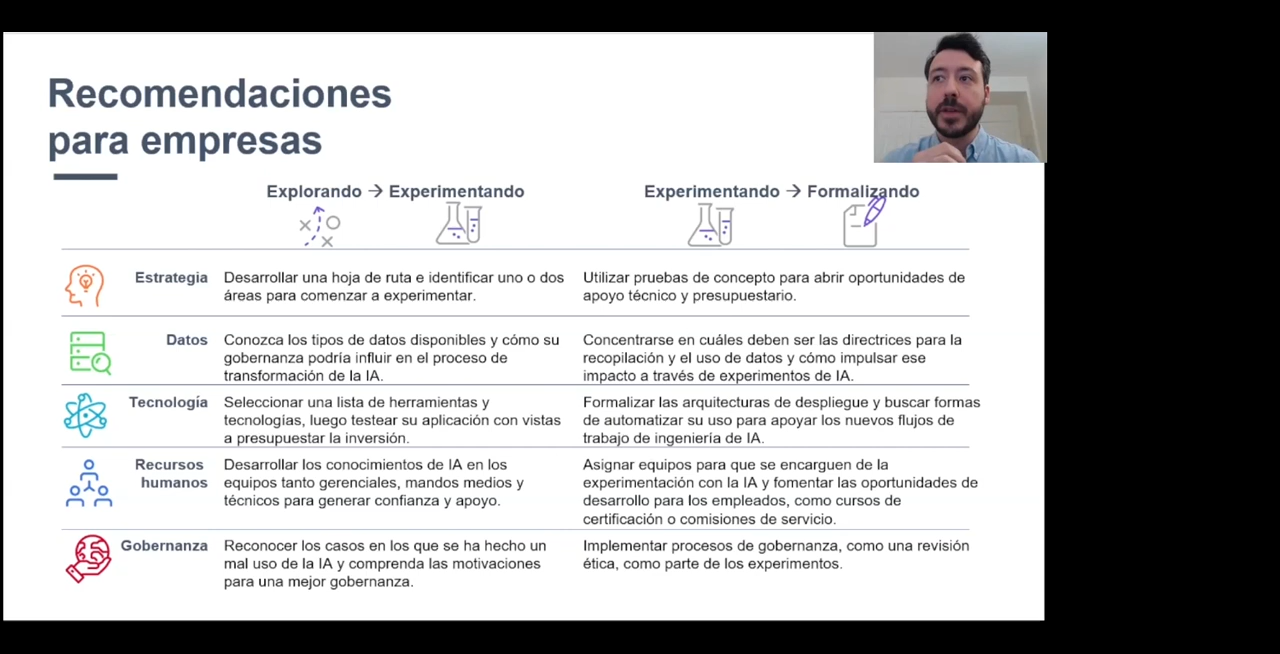 Recomendaciones
para empresas
Explorando → Experimentando
Experimentando → Formalizando
Estrategia
Desarrollar una hoja de ruta e identificar uno o dos
áreas para comenzar a experimentar.
Utilizar pruebas de concepto para abrir oportunidades de
apoyo técnico y presupuestario.
Datos
Conozca los tipos de datos disponibles y cómo su
gobernanza podría influir en el proceso de
transformación de la IA.
Concentrarse en cuáles deben ser las directrices para la
recopilación y el uso de datos y cómo impulsar ese
impacto a través de experimentos de IA.
Tecnología
Seleccionar una lista de herramientas y
tecnologías, luego testear su aplicación con vistas
a presupuestar la inversión.
Formalizar las arquitecturas de despliegue y buscar formas
de automatizar su uso para apoyar los nuevos flujos de
trabajo de ingeniería de IA.
Recursos
humanos
Desarrollar los conocimientos de IA en los
equipos tanto gerenciales, mandos medios y
técnicos para generar confianza y apoyo.
Asignar equipos para que se encarguen de la
experimentación con la IA y fomentar las oportunidades de
desarrollo para los empleados, como cursos de
certificación o comisiones de servicio.
Gobernanza
Reconocer los casos en los que se ha hecho un
mal uso de la IA y comprenda las motivaciones
para una mejor gobernanza.
Implementar procesos de gobernanza, como una revisión
ética, como parte de los experimentos.